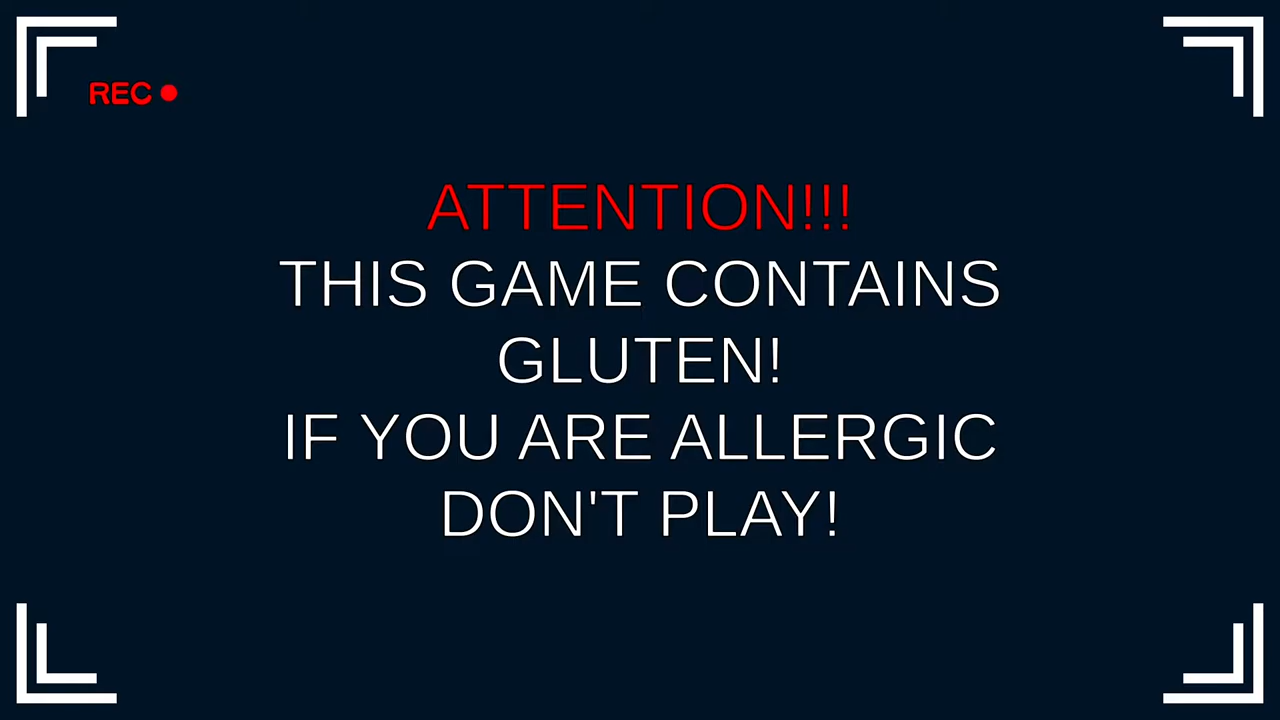 REC
ATTENTION!!!
THIS GAME CONTAINS
GLUTEN!
IF YOU ARE ALLERGIC
DON'T PLAY!